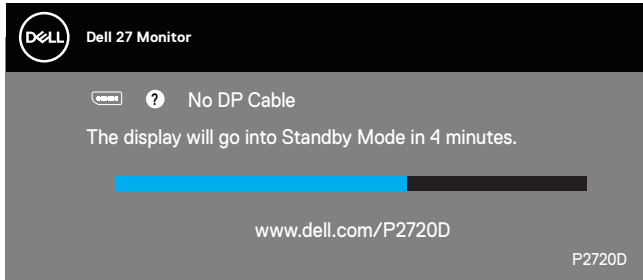 DELL
Dell 27 Monitor
? No DP Cable
The display will go into Standby Mode in 4 minutes.
www.dell.com/P2720D
P2720D